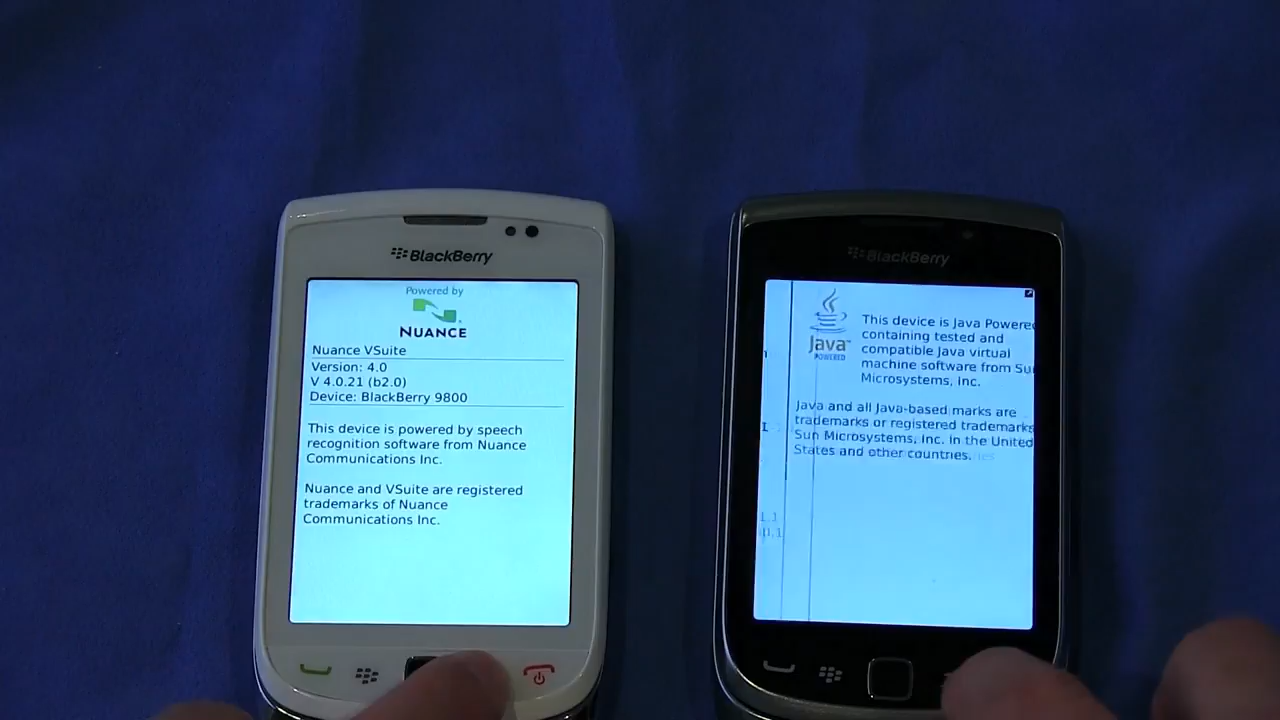 BlackBerry
Powered by
NUANCE
Nuance VSuite
Version: 4.0
V 4.0.21 (b2.0)
Device: BlackBerry 9800
This device is powered by speech
recognition software from Nuance
Communications Inc.
Nuance and VSuite are registered
trademarks of Nuance
Communications Inc.
BlackBerry
Java
POWERED
This device is Java Powered
containing tested and
compatible Java virtual
machine software from Sun
Microsystems, Inc.
Java and all Java-based marks are
trademarks or registered trademarks
Sun Microsystems, Inc. in the United
States and other countries.